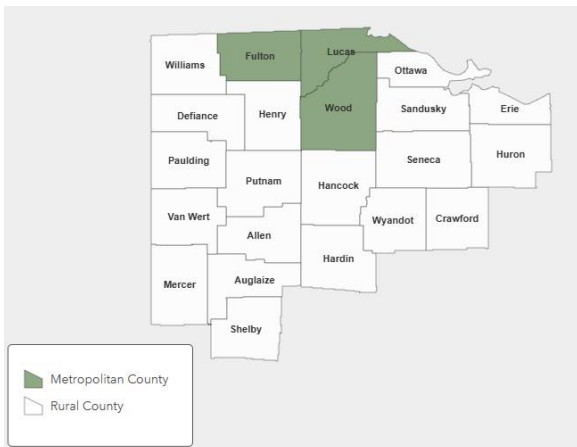 Williams
Fulton
Lucas
Ottawa
Defiance
Henry
Wood
Sandusky
Erie
Paulding
Putnam
Hancock
Seneca
Huron
Van Wert
Allen
Wyandot
Crawford
Mercer
Auglaize
Hardin
Shelby
Metropolitan County
Rural County